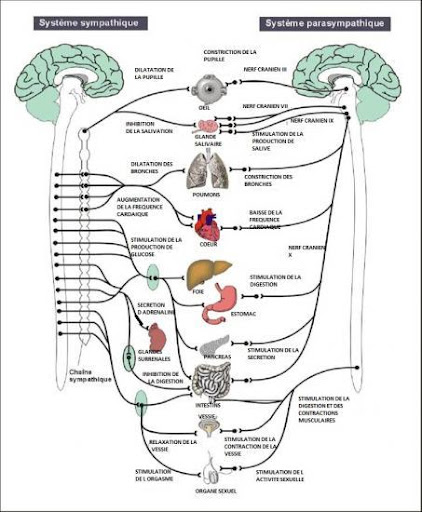 Système sympathique
Système parasympathique
DILATATION DE
LA PUPILLE
CONSTRICTION DE LA
PUPILLE
NERF CRANIEN III
OEIL
NERF CRANIEN VII
INHIBITION
DE LA SALIVATION
GLANDE
SALIVAIRE
NERF CRANIEN IX
STIMULATION DE LA
PRODUCTION DE
SALIVE
DILATATION DES
BRONCHES
POUMONS
CONSTRICTION DES
BRONCHES
AUGMENTATION
DE LA FREQUENCE
CARDIAQUE
COEUR
BAISSE DE LA
FREQUENCE
CARDIAQUE
STIMULATION DE LA
PRODUCTION DE
GLUCOSE
NERF CRANIEN
X
FOIE
STIMULATION DE LA
DIGESTION
SECRETION
D ADRENALINE
ESTOMAC
GLANDES
SURRENALES
PANCREAS
STIMULATION DE LA
SECRETION
Chaîne
sympathique
INHIBITION DE
LA DIGESTION
INTESTINS
STIMULATION DE LA
DIGESTION ET DES
CONTRACTIONS
MUSCULAIRES.
VESSIE
RELAXATION DE LA
VESSIE
STIMULATION DE LA
CONTRACTION DE LA
VESSIE
STIMULATION
DE L ORGASME
ORGANE SEXUEL
STIMULATION DE L
ACTIVITE SEXUELLE